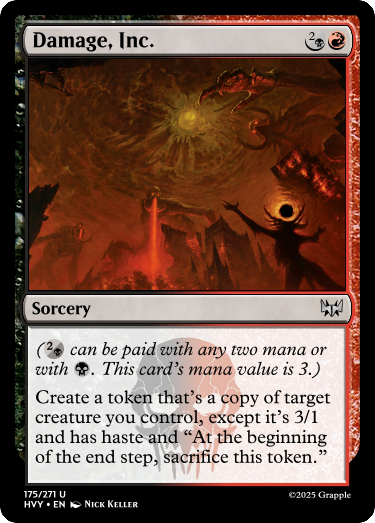 Damage, Inc.
Sorcery
(2 can be paid with any two mana or
with . This card's mana value is 3.)
Create a token that's a copy of target
creature you control, except it's 3/1
and has haste and “At the beginning
of the end step, sacrifice this token.”
175/271 U
HVY • EN Nick Keller
©2025 Grapple